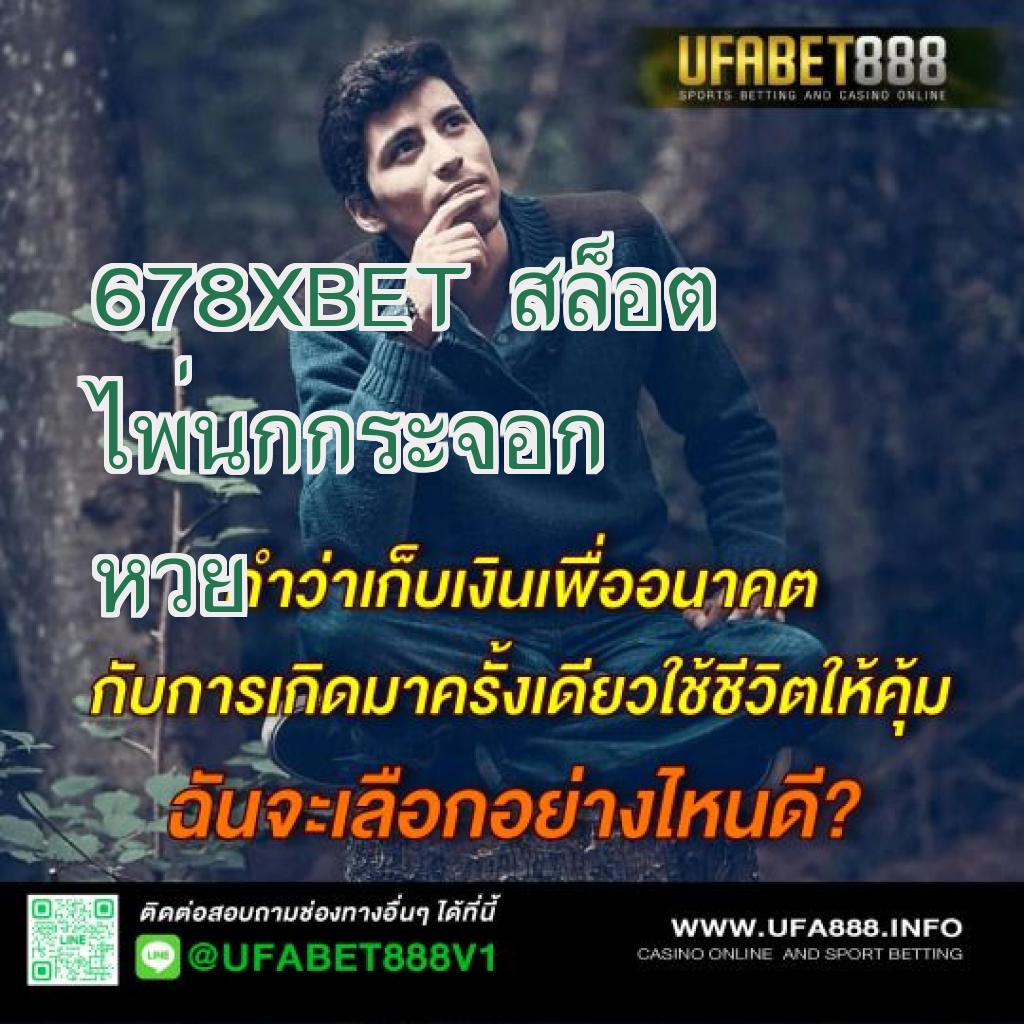 UFABET888
SPORTS BETTING AND CASINO ONLINE
678XBET สล็อต
ไพ่นกกระจอก
หวย
คำว่าเก็บเงินเพื่ออนาคต
กับการเกิดมาครั้งเดียวใช้ชีวิตให้คุ้ม
ฉันจะเลือกอย่างไหนดี?
ติดต่อสอบถามช่องทางอื่นๆ ได้ที่นี้
LINE
LINE
@UFABET888V1
WWW.UFA888.INFO
CASINO ONLINE AND SPORT BETTING